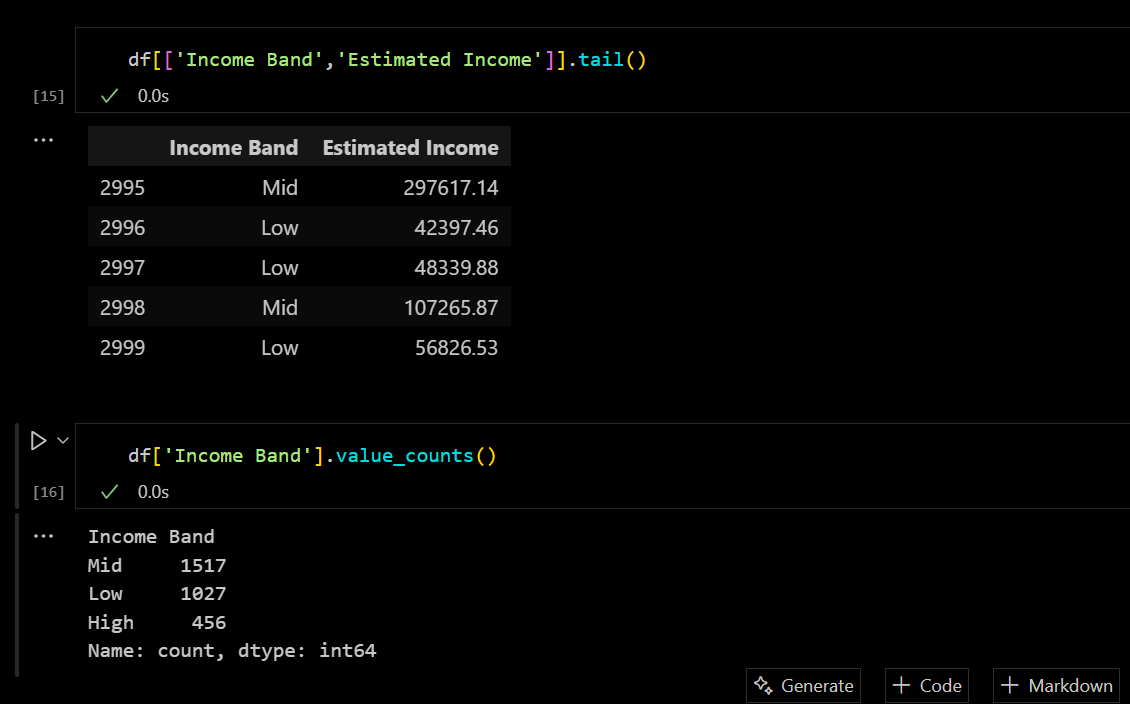 df[['Income Band','Estimated Income']].tail()
[15] 0.0s
... Income Band Estimated Income
2995 Mid 297617.14
2996 Low 42397.46
2997 Low 48339.88
2998 Mid 107265.87
2999 Low 56826.53
df['Income Band'].value_counts()
[16] 0.0s
... Income Band
Mid 1517
Low 1027
High 456
Name: count, dtype: int64
Generate + Code + Markdown